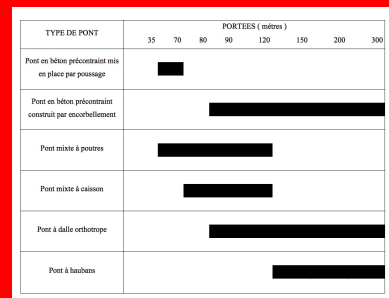 TYPE DE PONT
PORTEES ( mètres )
35 70 80 90 120 150 200 300
Pont en béton précontraint mis
en place par poussage
Pont en béton précontraint
construit par encorbellement
Pont mixte à poutres
Pont mixte à caisson
Pont à dalle orthotrope
Pont à haubans